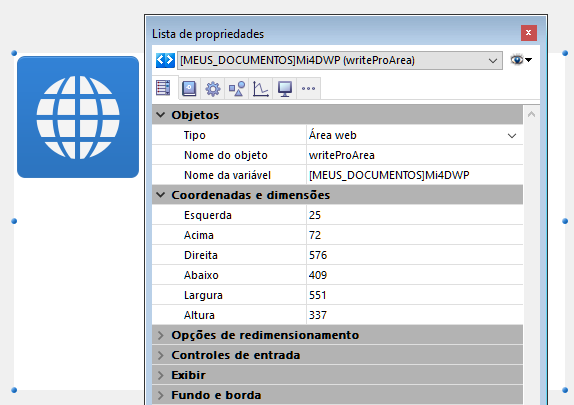 Lista de propriedades
[MEUS_DOCUMENTOS]Mi4DWP (writeProArea)
Objetos
Tipo Área web
Nome do objeto writeProArea
Nome da variável [MEUS_DOCUMENTOS]Mi4DWP
Coordenadas e dimensões
Esquerda 25
Acima 72
Direita 576
Abaixo 409
Largura 551
Altura 337
Opções de redimensionamento
Controles de entrada
Exibir
Fundo e borda